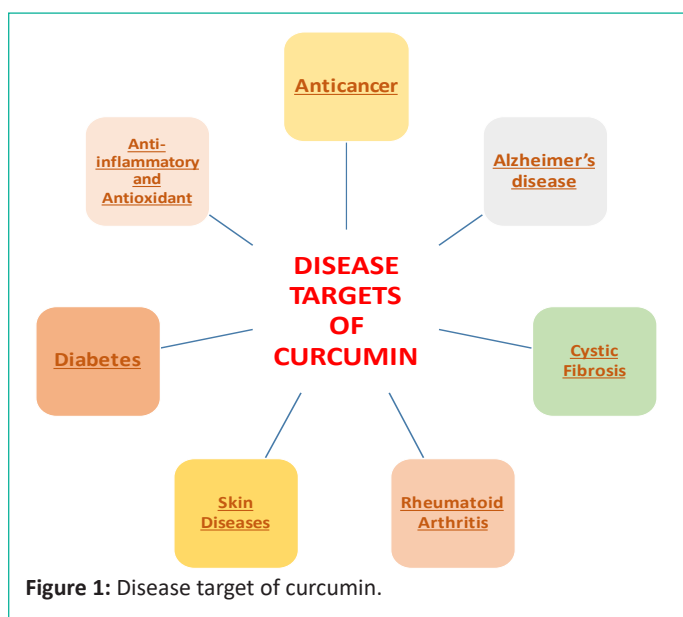 Anticancer
Anti-
inflammatory
and
Antioxidant
Alzheimer’s
disease
DISEASE
TARGETS
OF
CURCUMIN
Diabetes
Cystic
Fibrosis
Skin
Diseases
Rheumatoid
Arthritis
Figure 1: Disease target of curcumin.